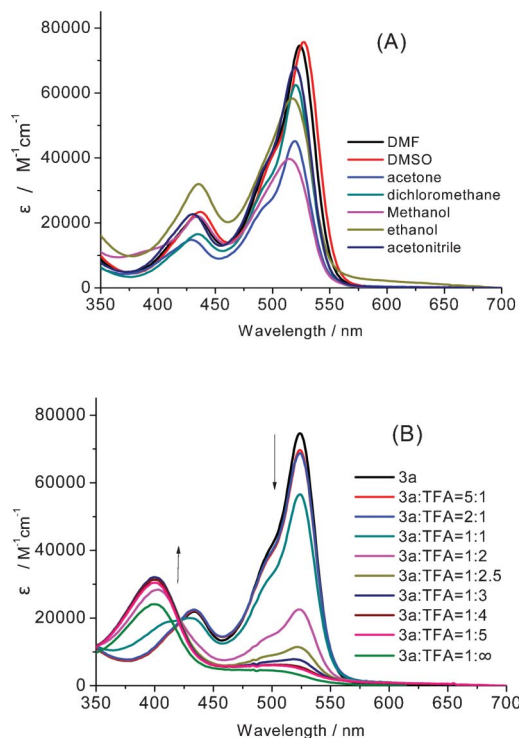 (A)
80000
60000
40000
20000
0
ε / M⁻¹cm⁻¹
DMF
DMSO
acetone
dichloromethane
Methanol
ethanol
acetonitrile
350 400 450 500 550 600 650 700
Wavelength / nm
(B)
80000
60000
40000
20000
0
ε / M⁻¹cm⁻¹
3a
3a:TFA=5:1
3a:TFA=2:1
3a:TFA=1:1
3a:TFA=1:2
3a:TFA=1:2.5
3a:TFA=1:3
3a:TFA=1:4
3a:TFA=1:5
3a:TFA=1:∞
350 400 450 500 550 600 650 700
Wavelength / nm